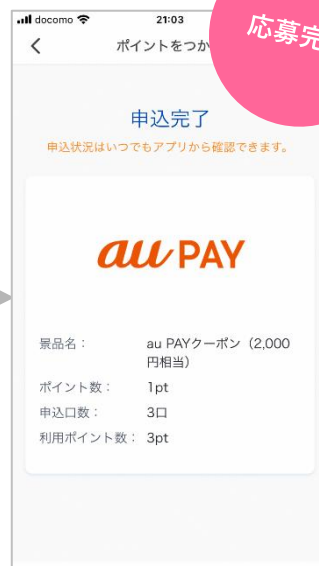 docomo 21:03
応募完
ポイントをつか
申込完了
申込状況はいつでもアプリから確認できます。
au PAY
景品名： au PAYクーポン（2,000
円相当）
ポイント数： 1pt
申込口数： 3口
利用ポイント数： 3pt